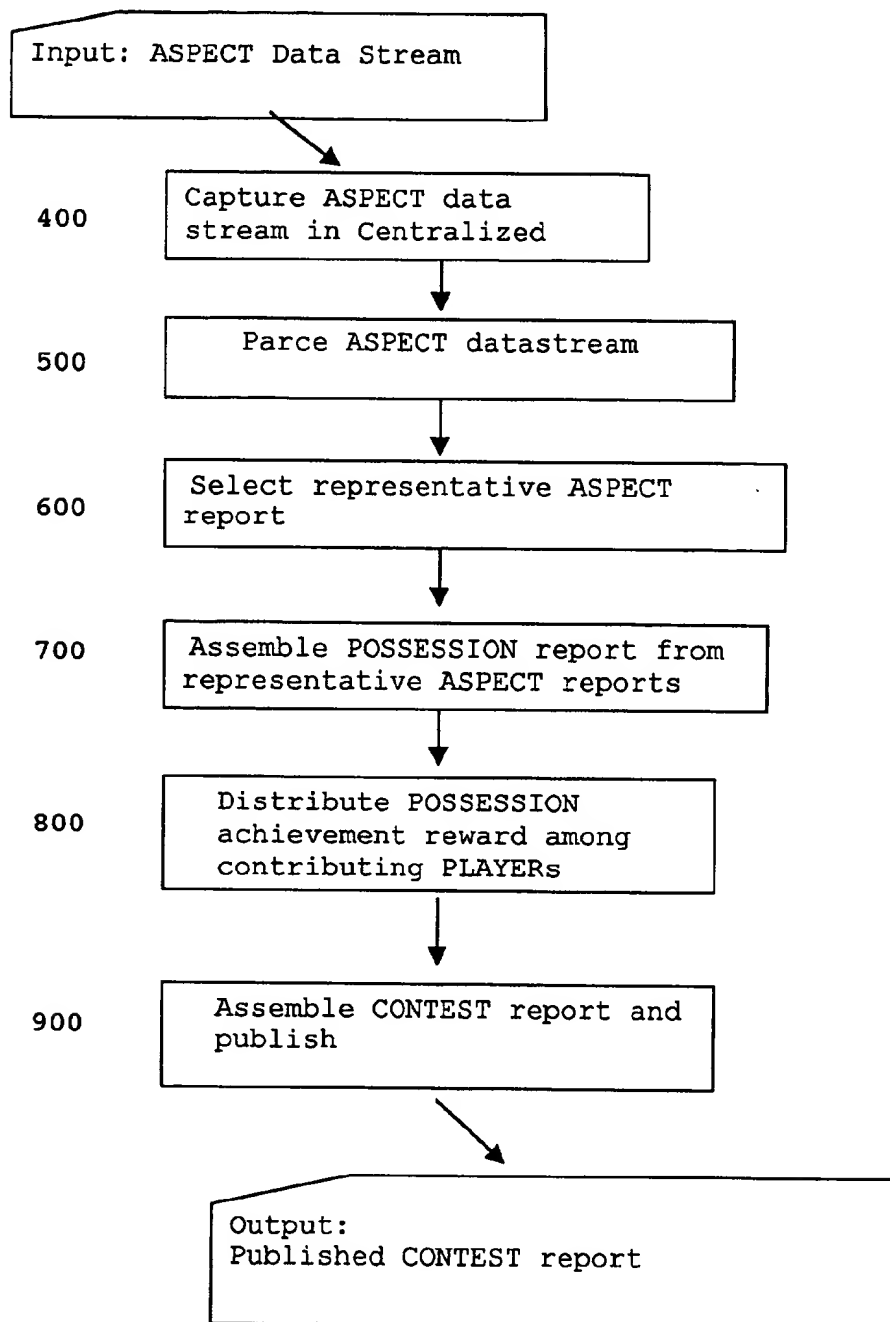 Input: ASPECT Data Stream
400
Capture ASPECT data
stream in Centralized
500
Parce ASPECT datastream
600
Select representative ASPECT
report
700
Assemble POSSESSION report from
representative ASPECT reports
800
Distribute POSSESSION
achievement reward among
contributing PLAYERs
900
Assemble CONTEST report and
publish
Output:
Published CONTEST report